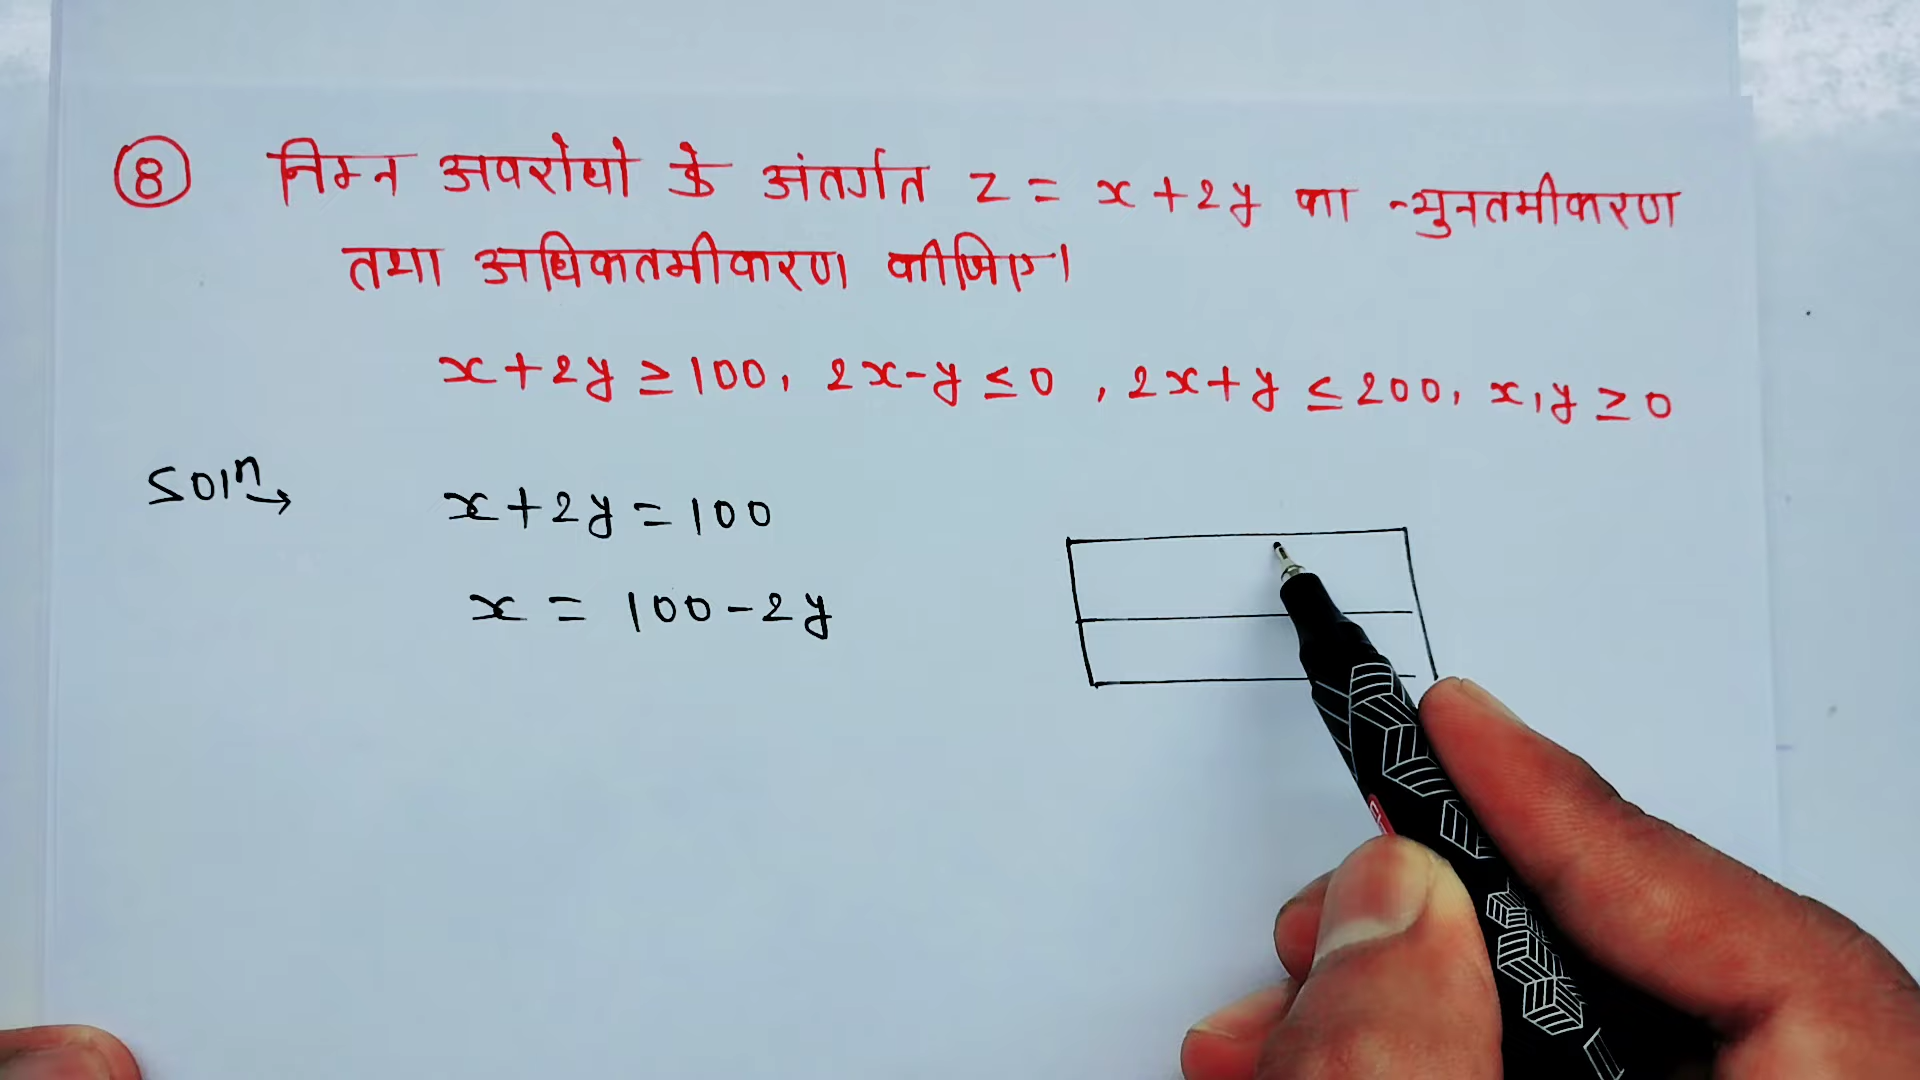 ⑧ निम्न अवरोधो के अंतर्गत z = x + 2y का न्युनतमीकरण
तथा अधिकतमीकरण कीजिए।
x + 2y ≥ 100, 2x - y ≤ 0, 2x + y ≤ 200, x, y ≥ 0
Soln→
x + 2y = 100
x = 100 - 2y